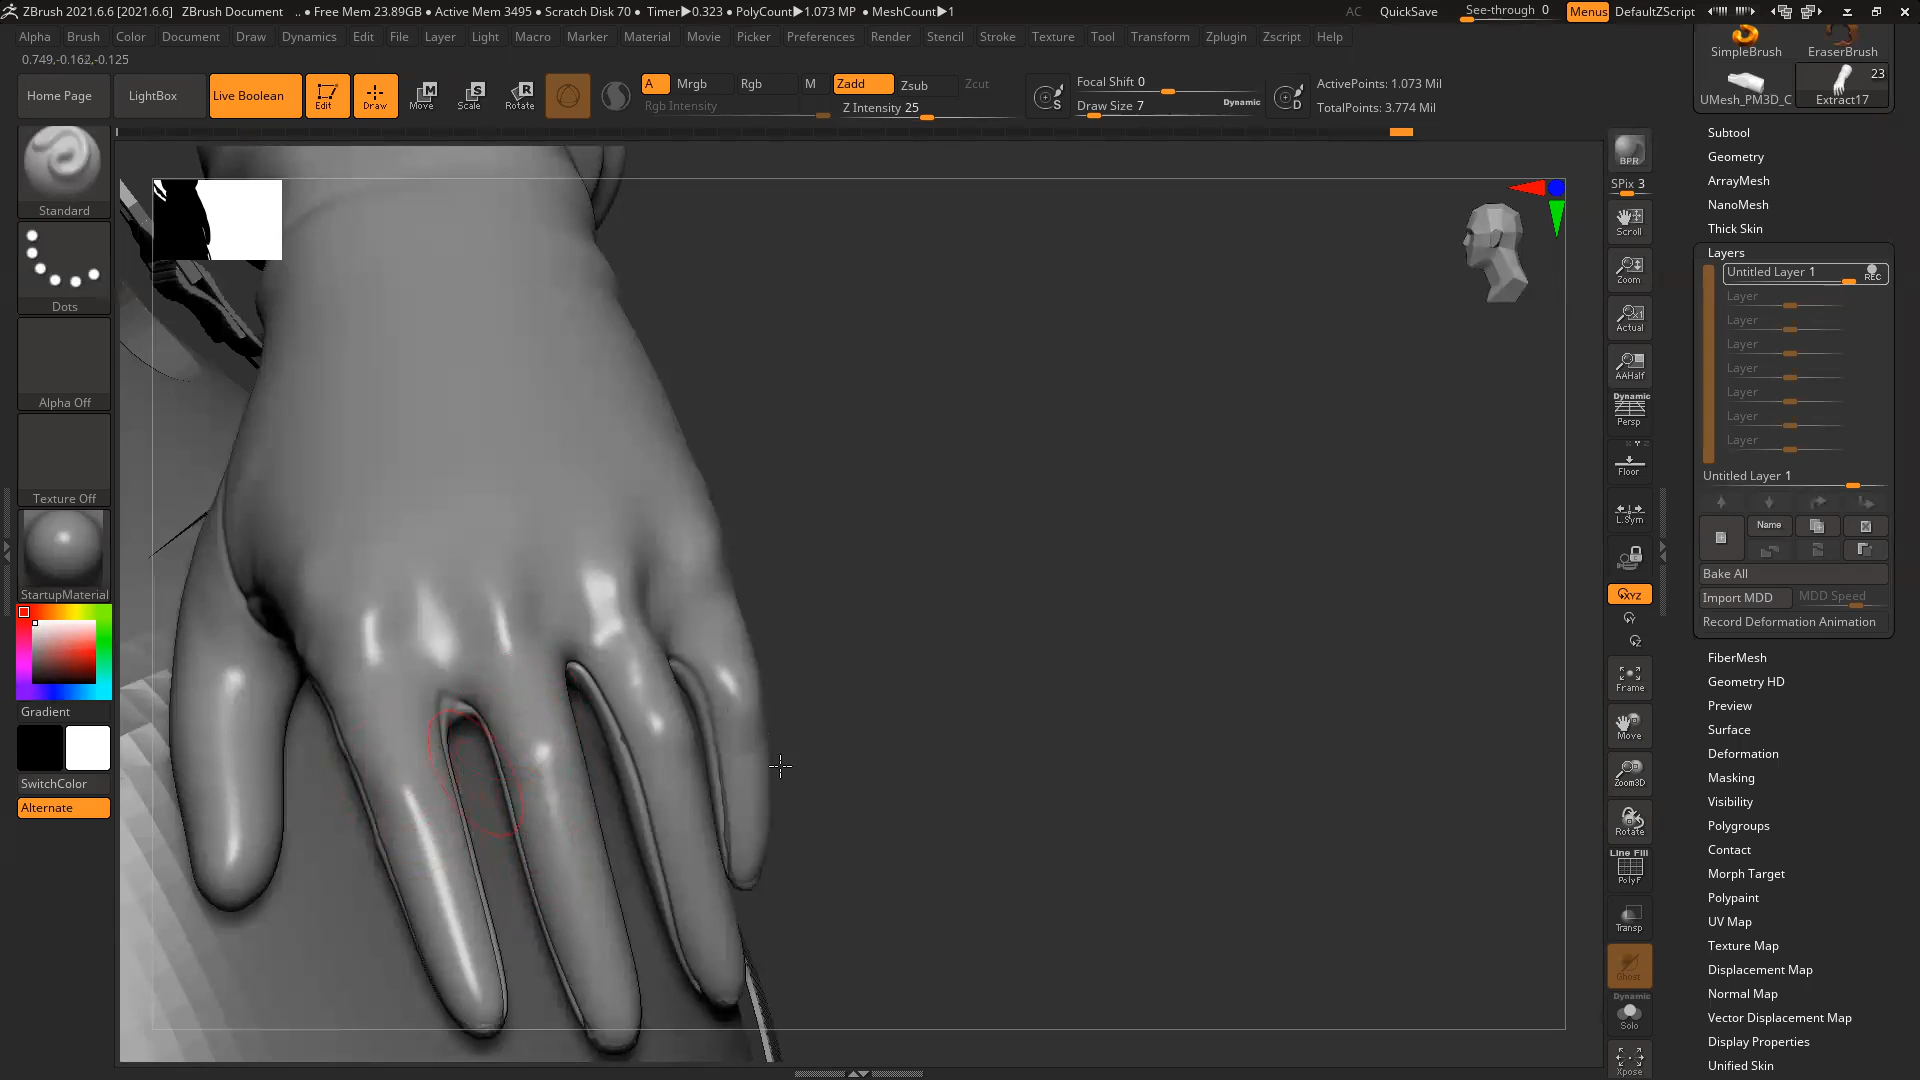 ZBrush 2021.6.6 [2021.6.6] ZBrush Document .. ● Free Mem 23.89GB ● Active Mem 3495 ● Scratch Disk 70 ● Timer▶0.323 ● PolyCount▶1.073 MP ● MeshCount▶1 AC QuickSave See-through 0 Menus DefaultZScript
Alpha Brush Color Document Draw Dynamics Edit File Layer Light Macro Marker Material Movie Picker Preferences Render Stencil Stroke Texture Tool Transform Zplugin Zscript Help
0.749,-0.162,-0.125
Home Page LightBox Live Boolean Edit Draw Move Scale Rotate
A Mrgb Rgb M Zadd Zsub Zcut
Rgb Intensity Z Intensity 25
Focal Shift 0
Draw Size 7 Dynamic
S
D
ActivePoints: 1.073 Mil
TotalPoints: 3.774 Mil
Standard
Dots
Alpha Off
Texture Off
StartupMaterial
Gradient
SwitchColor
Alternate
BPR
SPix 3
Scroll
Zoom
Actual
AAHalf
Dynamic
Persp
Floor
L.Sym
XYZ
Y
Z
Frame
Move
Zoom3D
Rotate
Line Fill
PolyF
Transp
Ghost
Dynamic
Solo
Xpose
SimpleBrush EraserBrush
23
UMesh_PM3D_C Extract17
Subtool
Geometry
ArrayMesh
NanoMesh
Thick Skin
Layers
Untitled Layer 1 REC
Layer
Layer
Layer
Layer
Layer
Layer
Layer
Untitled Layer 1
Name
Bake All
Import MDD MDD Speed
Record Deformation Animation
FiberMesh
Geometry HD
Preview
Surface
Deformation
Masking
Visibility
Polygroups
Contact
Morph Target
Polypaint
UV Map
Texture Map
Displacement Map
Normal Map
Vector Displacement Map
Display Properties
Unified Skin